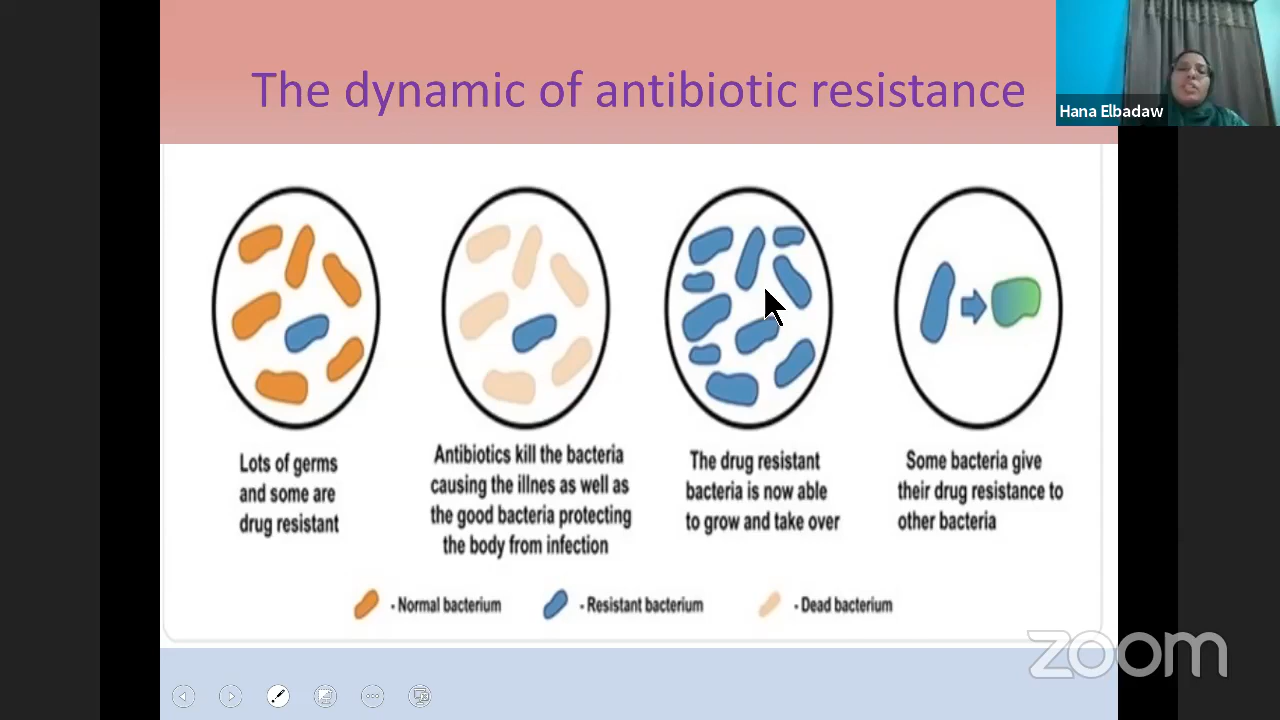 The dynamic of antibiotic resistance
Hana Elbadaw
Lots of germs
and some are
drug resistant
Antibiotics kill the bacteria
causing the illnes as well as
the good bacteria protecting
the body from infection
The drug resistant
bacteria is now able
to grow and take over
Some bacteria give
their drug resistance to
other bacteria
- Normal bacterium
- Resistant bacterium
- Dead bacterium
zoom